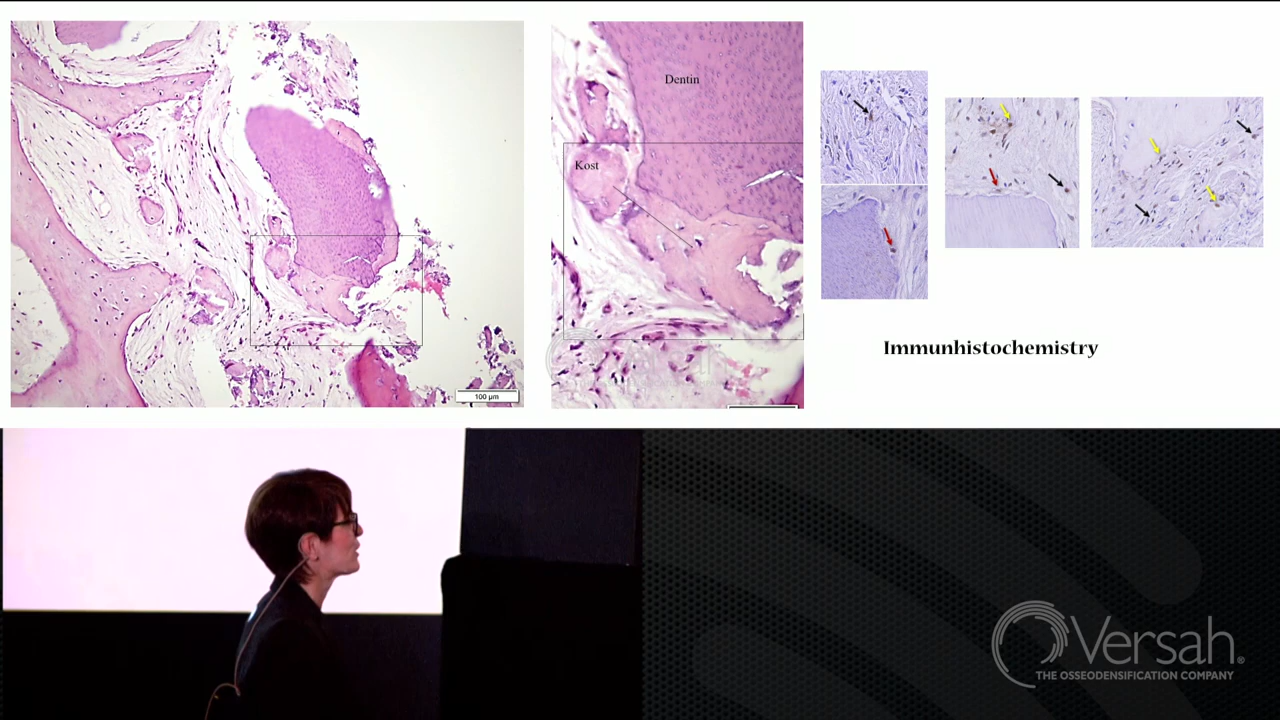 Dentin
Kost
100 µm
Immunhistochemistry
Versah®
THE OSSEODENSIFICATION COMPANY